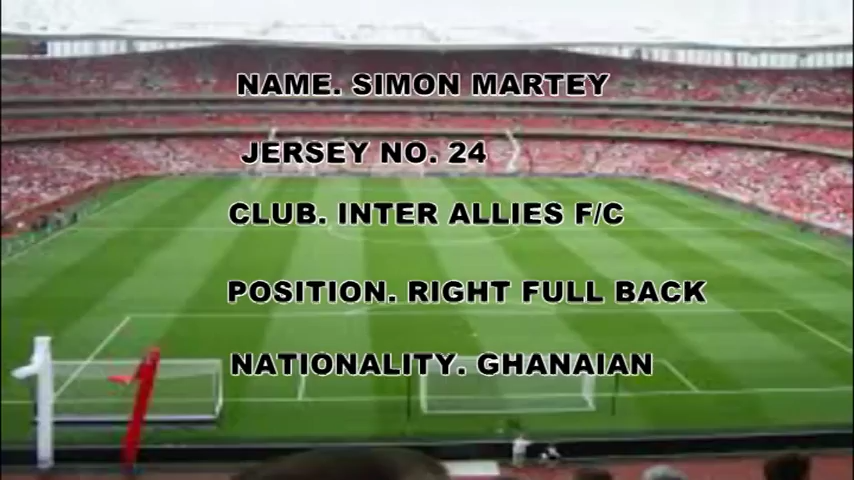 NAME. SIMON MARTEY
JERSEY NO. 24
CLUB. INTER ALLIES F/C
POSITION. RIGHT FULL BACK
NATIONALITY. GHANAIAN